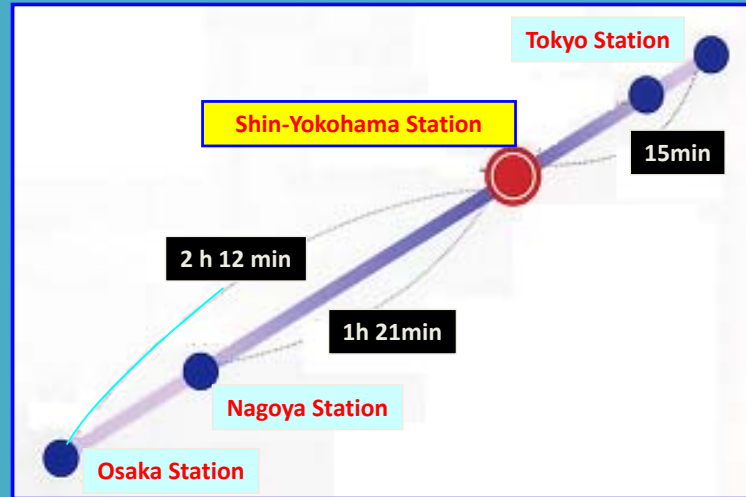 Tokyo Station
Shin-Yokohama Station
15min
2 h 12 min
1h 21min
Nagoya Station
Osaka Station